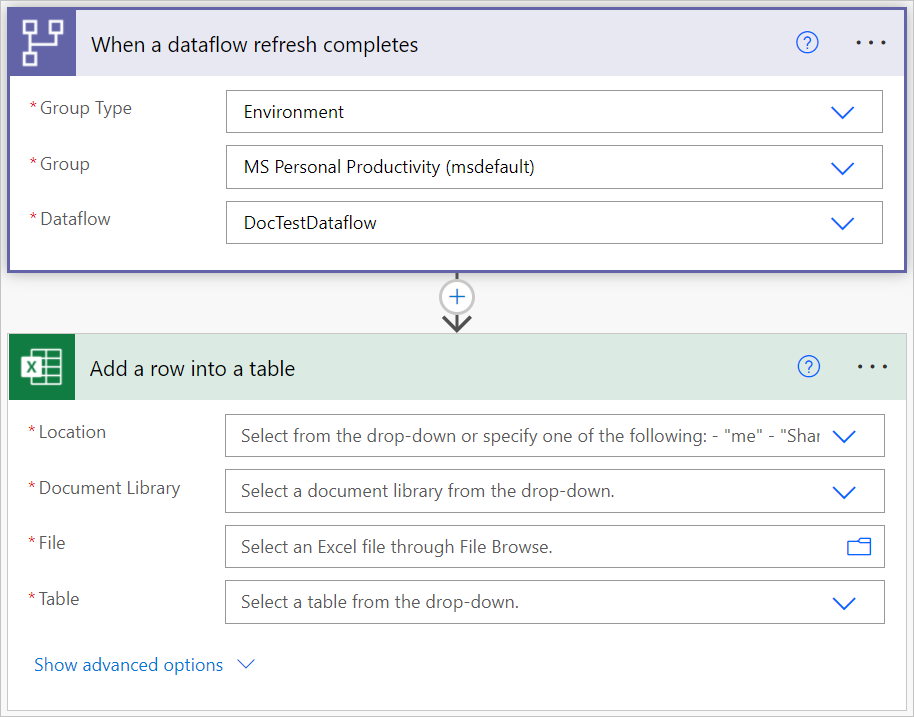 When a dataflow refresh completes
* Group Type
Environment
* Group
MS Personal Productivity (msdefault)
* Dataflow
DocTestDataflow
Add a row into a table
* Location
Select from the drop-down or specify one of the following: - "me" - "Shar
* Document Library
Select a document library from the drop-down.
* File
Select an Excel file through File Browse.
* Table
Select a table from the drop-down.
Show advanced options